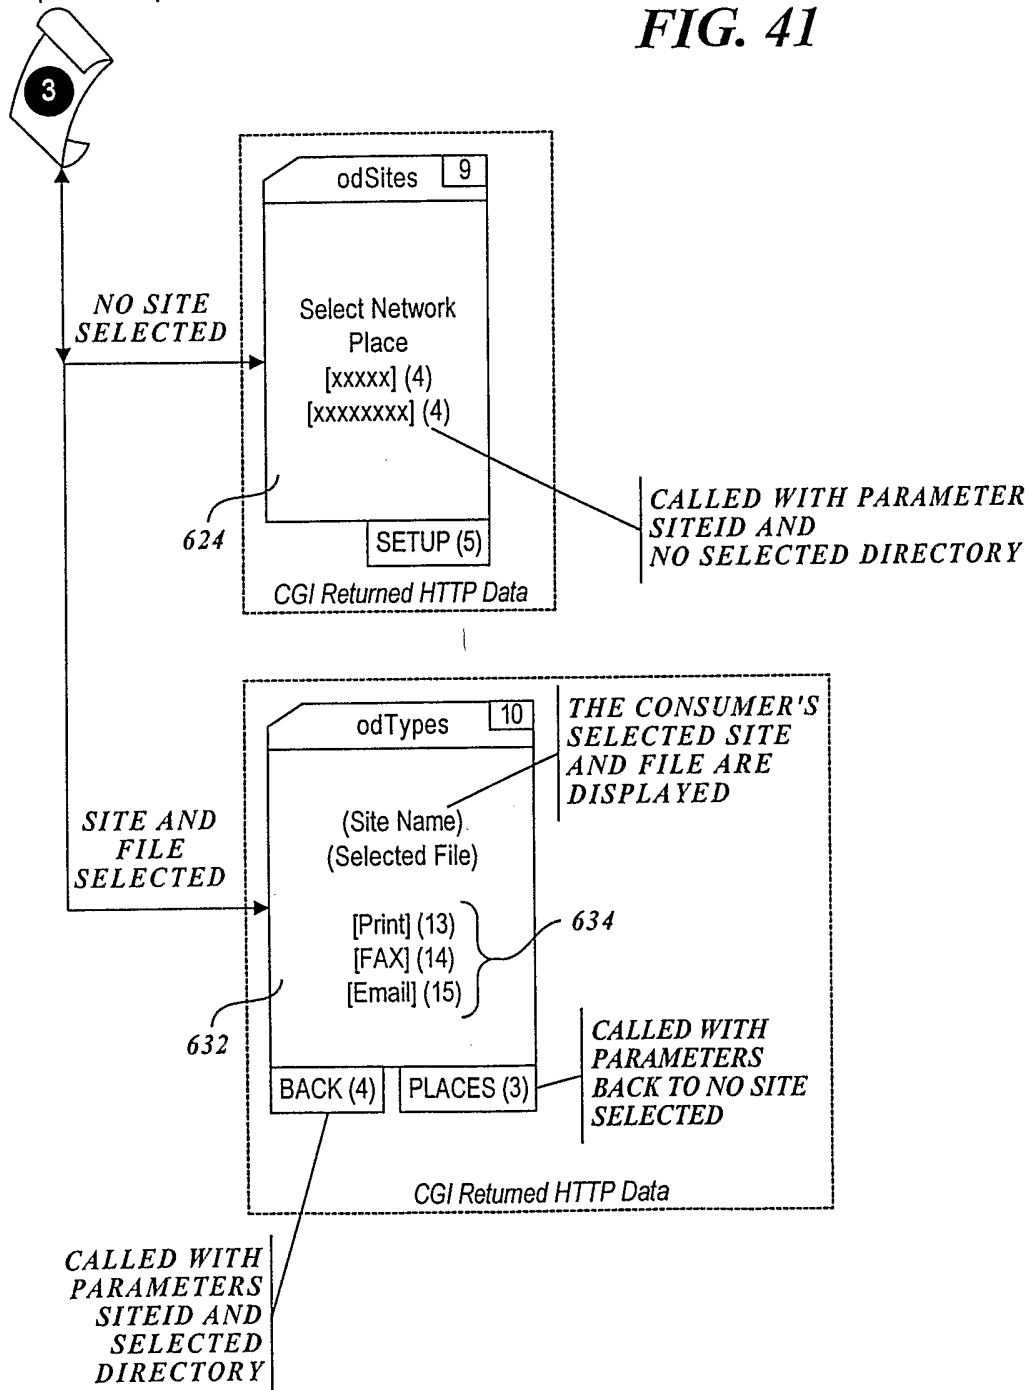 FIG. 41
3
odSites
9
NO SITE
SELECTED
Select Network
Place
[xxxxx] (4)
[xxxxxxxx] (4)
624
SETUP (5)
CGI Returned HTTP Data
CALLED WITH PARAMETER
SITEID AND
NO SELECTED DIRECTORY
odTypes
10
THE CONSUMER'S
SELECTED SITE
AND FILE ARE
DISPLAYED
SITE AND
FILE
SELECTED
(Site Name)
(Selected File)
[Print] (13)
[FAX] (14)
[Email] (15)
634
632
BACK (4)
PLACES (3)
CALLED WITH
PARAMETERS
BACK TO NO SITE
SELECTED
CGI Returned HTTP Data
CALLED WITH
PARAMETERS
SITEID AND
SELECTED
DIRECTORY